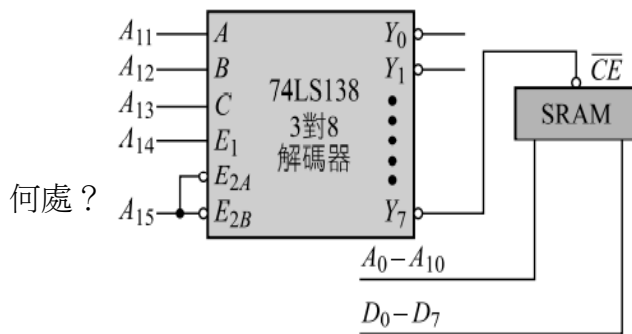 A11 A Y0
A12 B Y1 CE
A13 C 74LS138 SRAM
A14 E1 3對8
解碼器
E2A
何處？ A15 E2B Y7
A0-A10
D0-D7